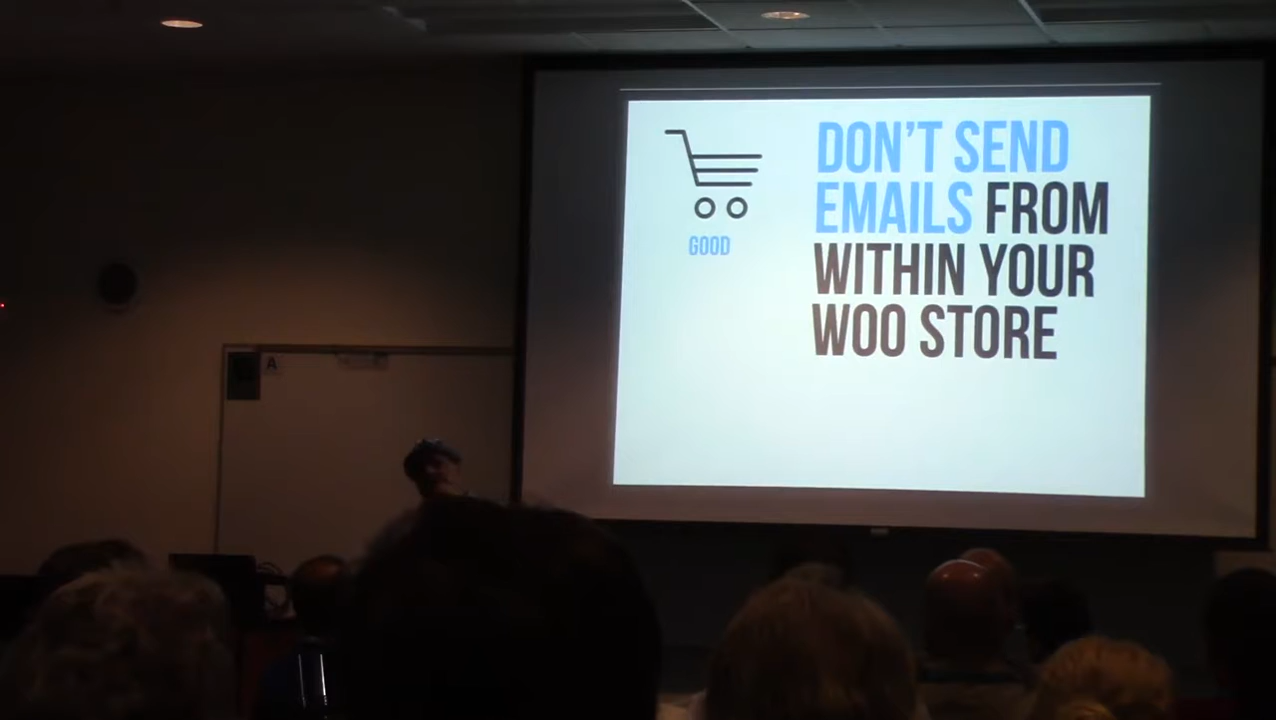 DON'T SEND
EMAILS FROM
WITHIN YOUR
WOO STORE
GOOD
A